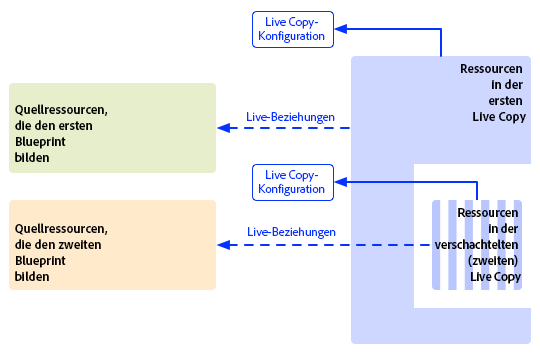 Live Copy-
Konfiguration
Ressourcen
in der
ersten
Live Copy
Quellressourcen,
die den ersten
Blueprint
bilden
Live-Beziehungen
Live Copy-
Konfiguration
Quellressourcen,
die den zweiten
Blueprint
bilden
Live-Beziehungen
Ressourcen
in der
verschachtelten
(zweiten)
Live Copy